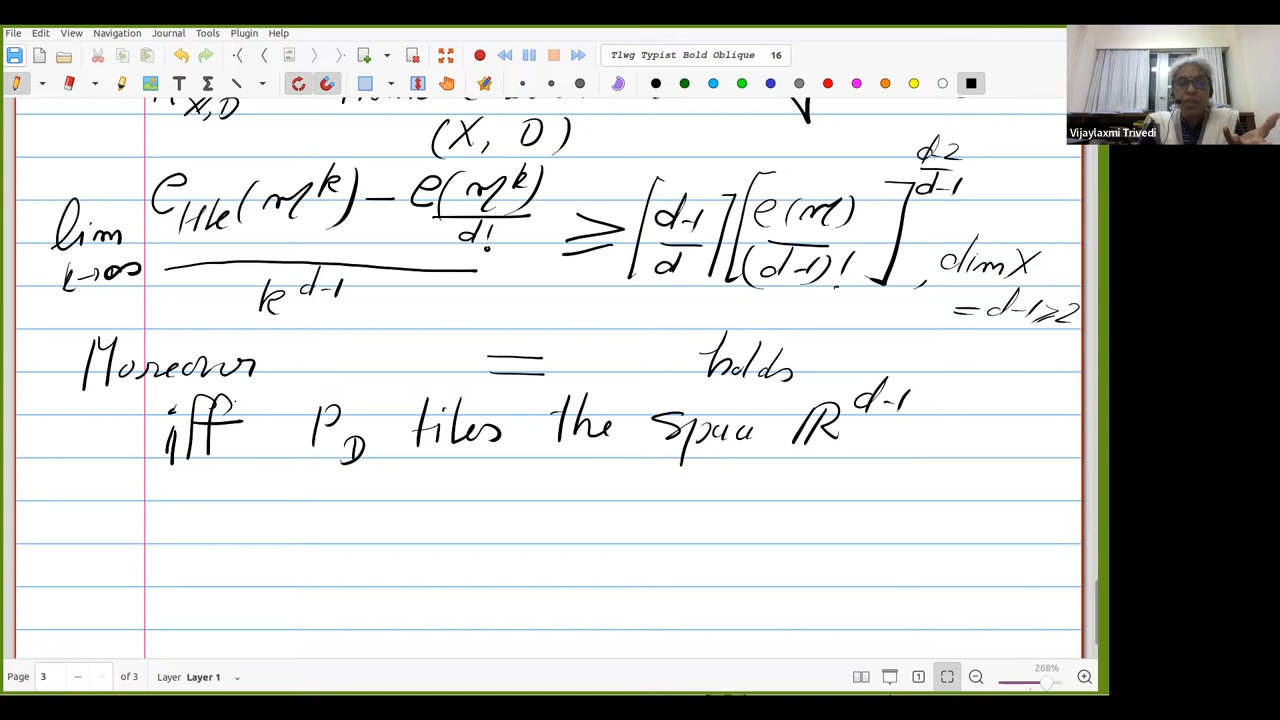 File Edit View Navigation Journal Tools Plugin Help
Tlwg Typist Bold Oblique 16
Vijaylaxmi Trivedi
X, D
(X, D)
lim k→∞ (e_HK(m^k) − e(m^k)/d!) / k^{d-1} ≥ [d-1/d] [e(m)/(d-1)!]^{d-2/d-1}, dim X = d-1 ≥ 2
Moreover = holds
iff P_D tiles the space ℝ^{d-1}
Page 3 of 3 Layer Layer 1 268%